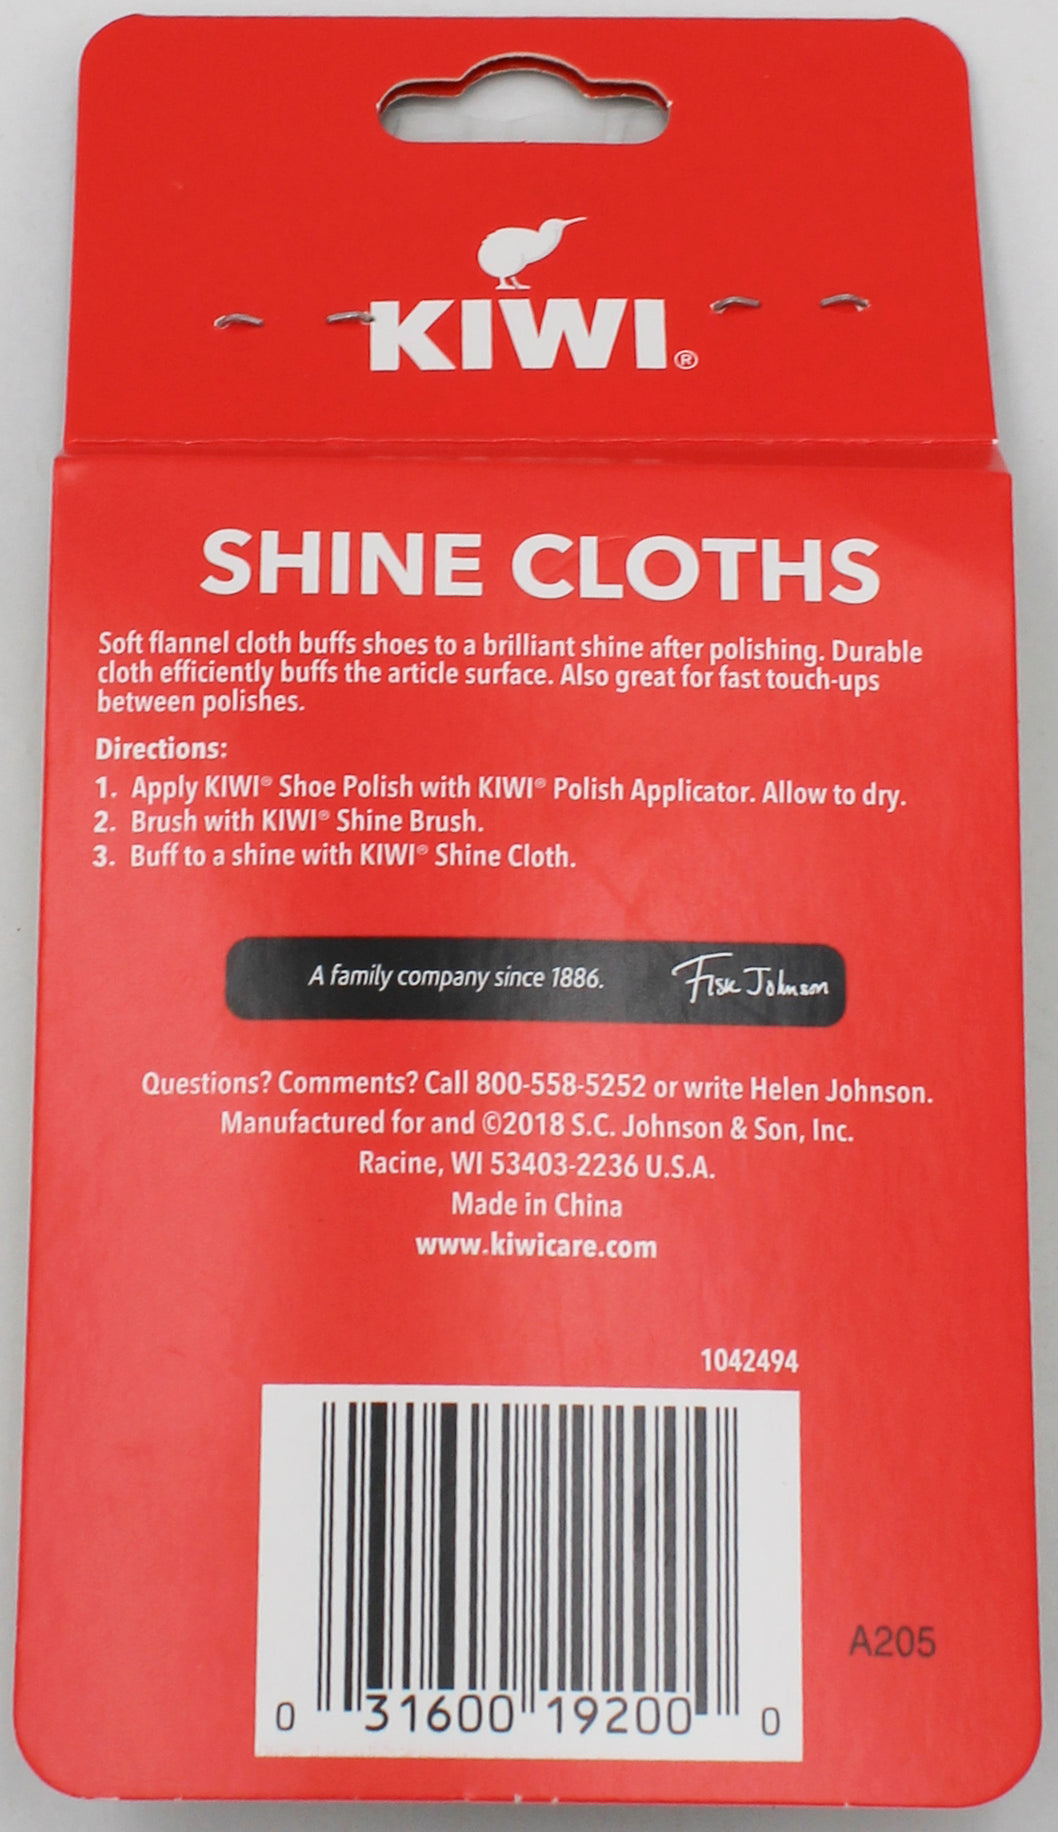 KIWI®
SHINE CLOTHS
Soft flannel cloth buffs shoes to a brilliant shine after polishing. Durable
cloth efficiently buffs the article surface. Also great for fast touch-ups
between polishes.
Directions:
1. Apply KIWI® Shoe Polish with KIWI® Polish Applicator. Allow to dry.
2. Brush with KIWI® Shine Brush.
3. Buff to a shine with KIWI® Shine Cloth.
A family company since 1886. Fisk Johnson
Questions? Comments? Call 800-558-5252 or write Helen Johnson.
Manufactured for and ©2018 S.C. Johnson & Son, Inc.
Racine, WI 53403-2236 U.S.A.
Made in China
www.kiwicare.com
1042494
A205
0 31600 19200 0